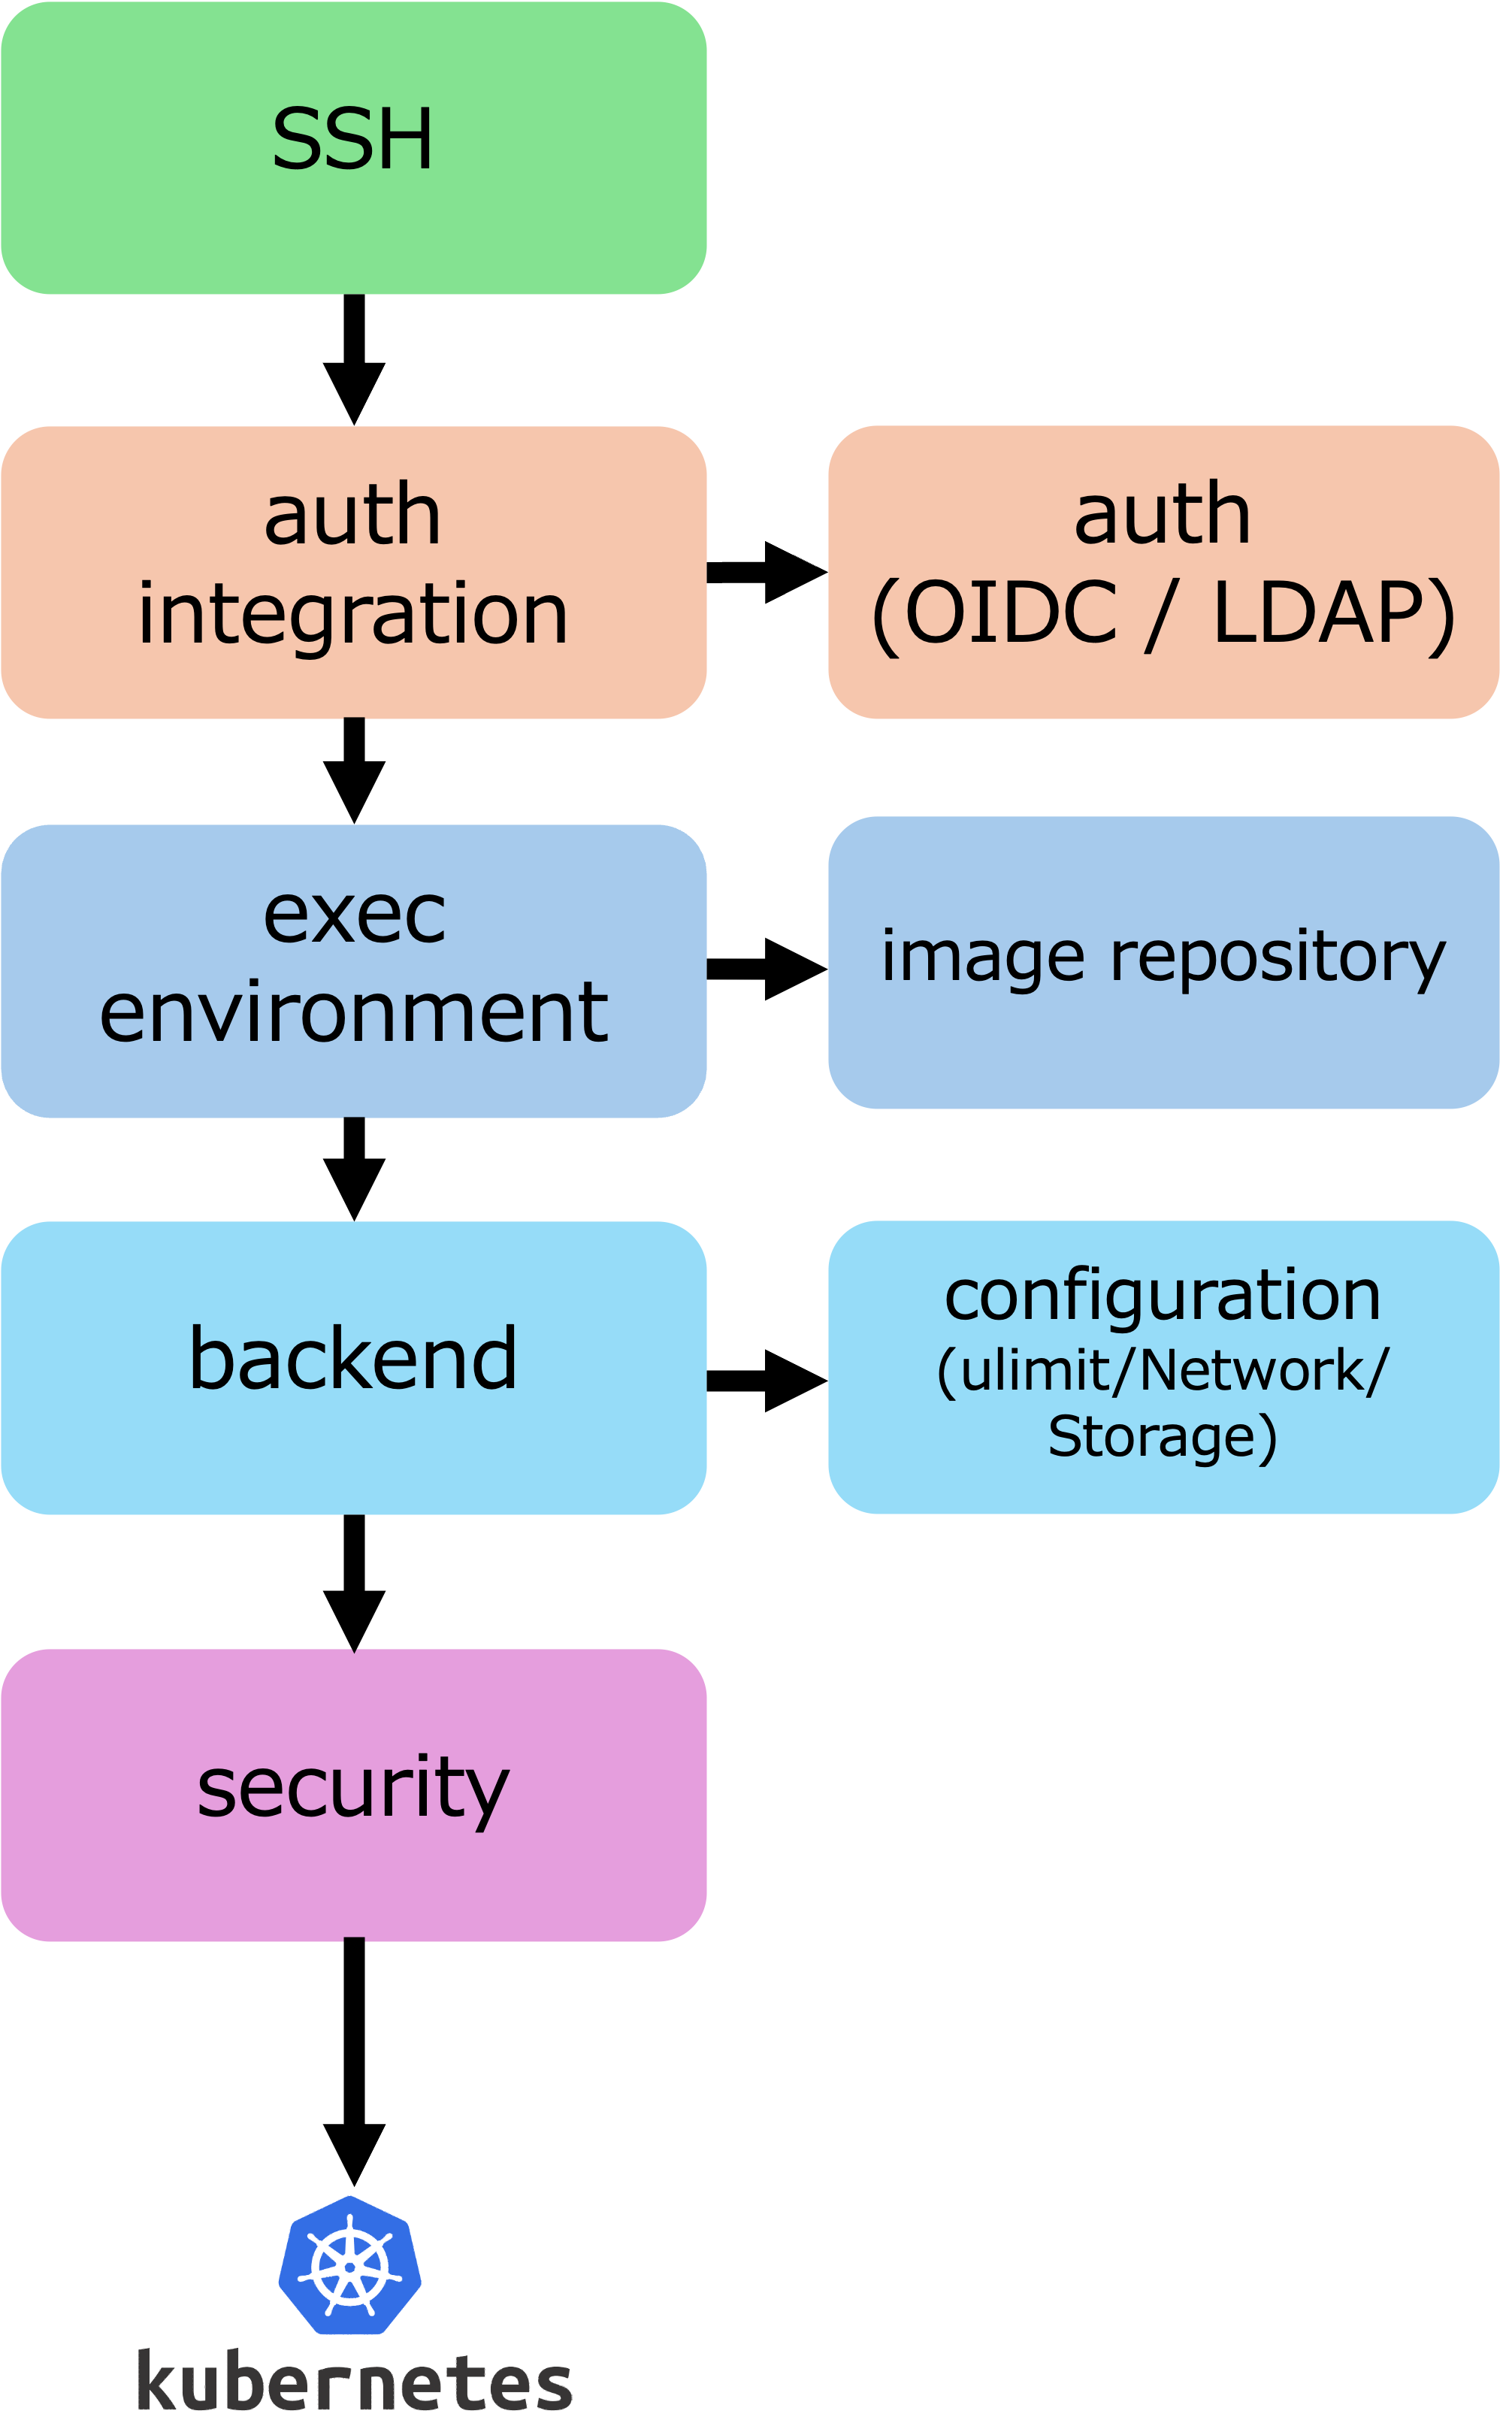 SSH
auth
integration
auth
(OIDC / LDAP)
exec
environment
image repository
backend
configuration
(ulimit/Network/
Storage)
security
kubernetes